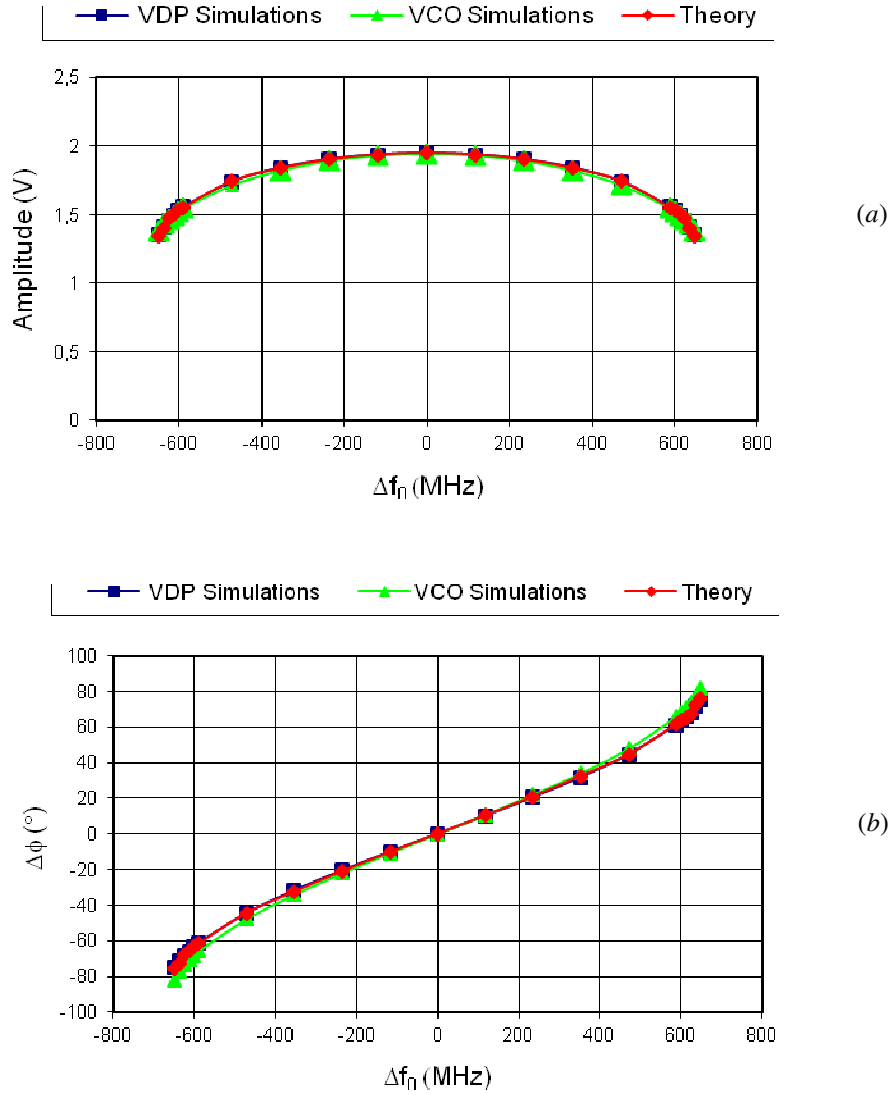 VDP Simulations VCO Simulations Theory
2,5
2
1,5
1
0,5
0
Amplitude (V)
-800 -600 -400 -200 0 200 400 600 800
Δf₀ (MHz)
(a)
VDP Simulations VCO Simulations Theory
100
80
60
40
20
0
-20
-40
-60
-80
-100
Δϕ (°)
-800 -600 -400 -200 0 200 400 600 800
Δf₀ (MHz)
(b)